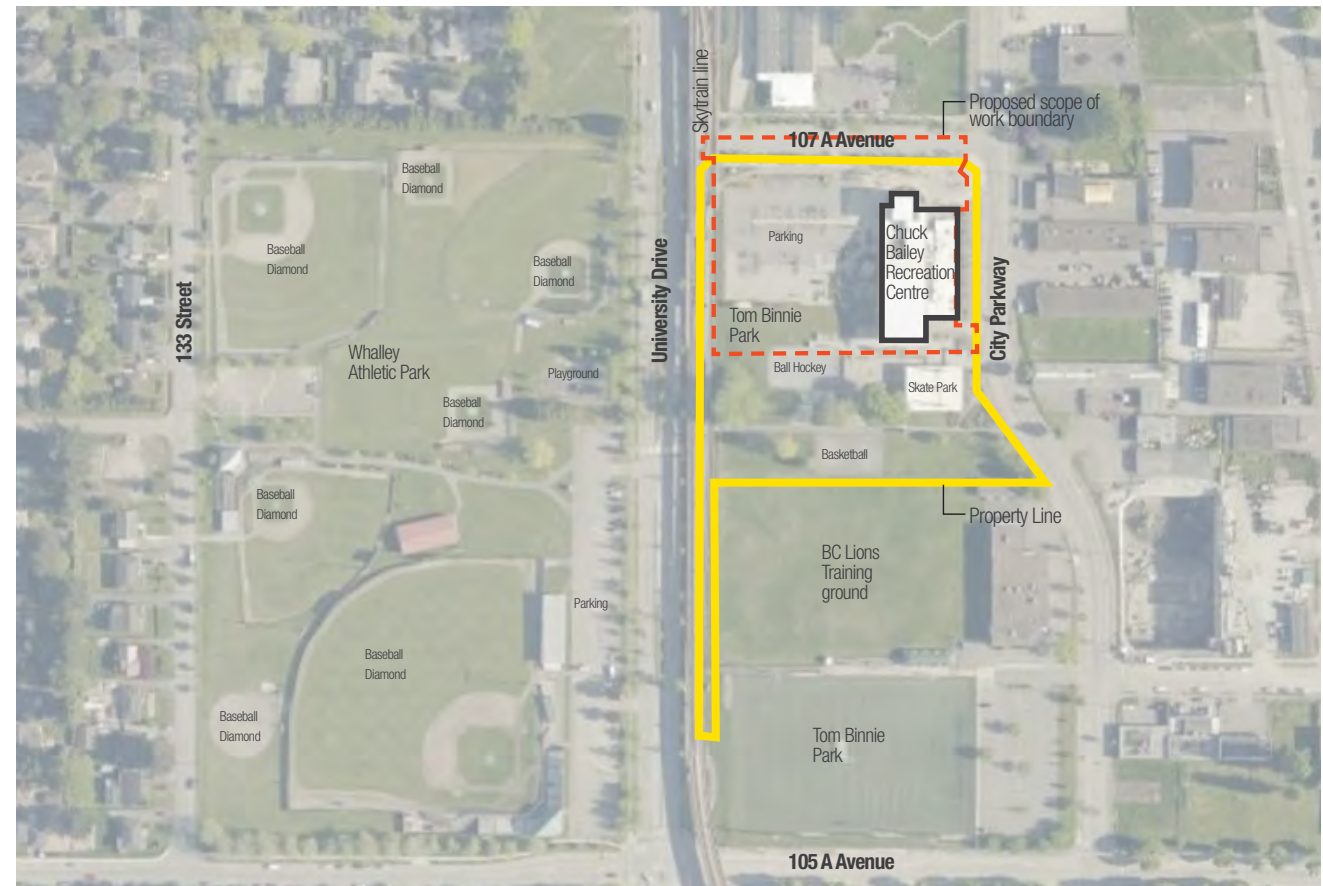 Skytrain line
Proposed scope of
work boundary
107 A Avenue
Baseball
Diamond
Baseball
Diamond
Baseball
Diamond
Parking
Chuck
Bailey
Recreation
Centre
133 Street
University Drive
City Parkway
Tom Binnie
Park
Whalley
Athletic Park
Playground
Ball Hockey
Skate Park
Baseball
Diamond
Basketball
Baseball
Diamond
Property Line
BC Lions
Training
ground
Parking
Baseball
Diamond
Baseball
Diamond
Tom Binnie
Park
105 A Avenue